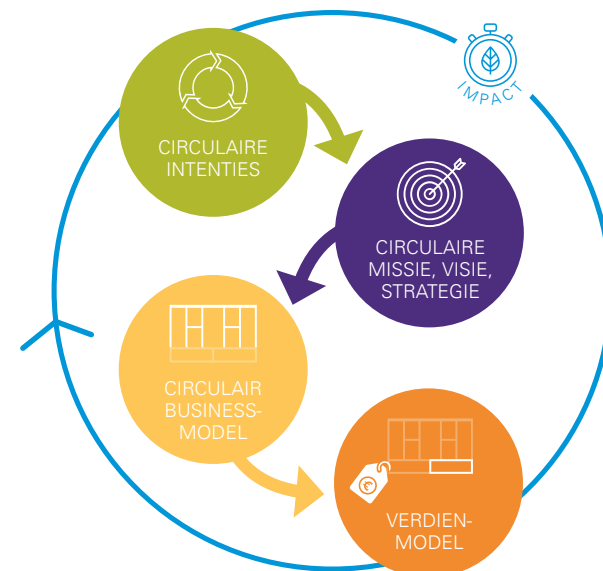 IMPACT
CIRCULAIRE
INTENTIES
CIRCULAIRE
MISSIE, VISIE,
STRATEGIE
CIRCULAIR
BUSINESS-
MODEL
€
VERDIEN-
MODEL